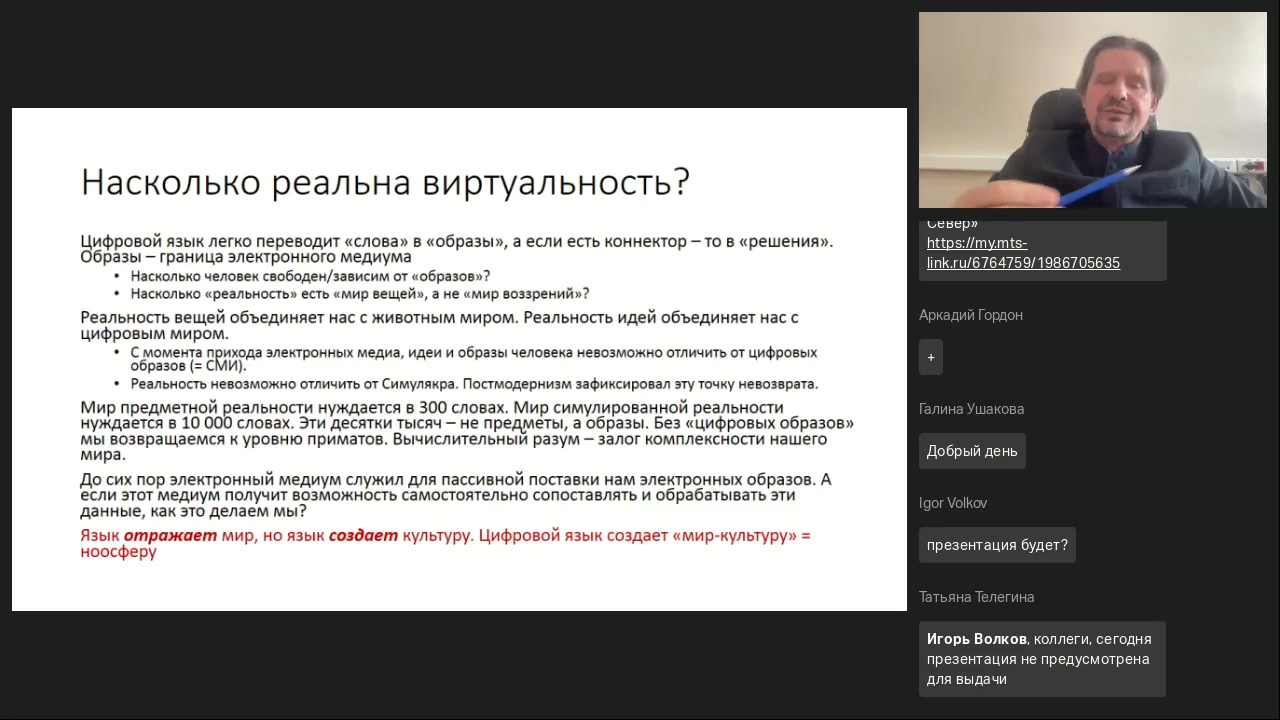 Насколько реальна виртуальность?
Цифровой язык легко переводит «слова» в «образы», а если есть коннектор – то в «решения».
Образы – граница электронного медиума
• Насколько человек свободен/зависим от «образов»?
• Насколько «реальность» есть «мир вещей», а не «мир воззрений»?
Реальность вещей объединяет нас с животным миром. Реальность идей объединяет нас с
цифровым миром.
• С момента прихода электронных медиа, идеи и образы человека невозможно отличить от цифровых
образов (= СМИ).
• Реальность невозможно отличить от Симулякра. Постмодернизм зафиксировал эту точку невозврата.
Мир предметной реальности нуждается в 300 словах. Мир симулированной реальности
нуждается в 10 000 словах. Эти десятки тысяч – не предметы, а образы. Без «цифровых образов»
мы возвращаемся к уровню приматов. Вычислительный разум – залог комплексности нашего
мира.
До сих пор электронный медиум служил для пассивной поставки нам электронных образов. А
если этот медиум получит возможность самостоятельно сопоставлять и обрабатывать эти
данные, как это делаем мы?
Язык отражает мир, но язык создает культуру. Цифровой язык создает «мир-культуру» =
ноосферу
Север»
https://my.mts-
link.ru/6764759/1986705635
Аркадий Гордон
+
Галина Ушакова
Добрый день
Igor Volkov
презентация будет?
Татьяна Телегина
Игорь Волков, коллеги, сегодня
презентация не предусмотрена
для выдачи